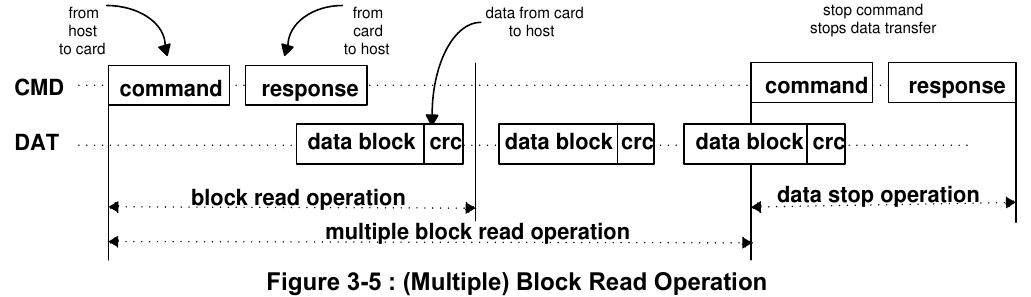 from
host
to card
from
card
to host
data from card
to host
stop command
stops data transfer
CMD
command
response
command
response
DAT
data block
crc
data block
crc
data block
crc
block read operation
data stop operation
multiple block read operation
Figure 3-5 : (Multiple) Block Read Operation